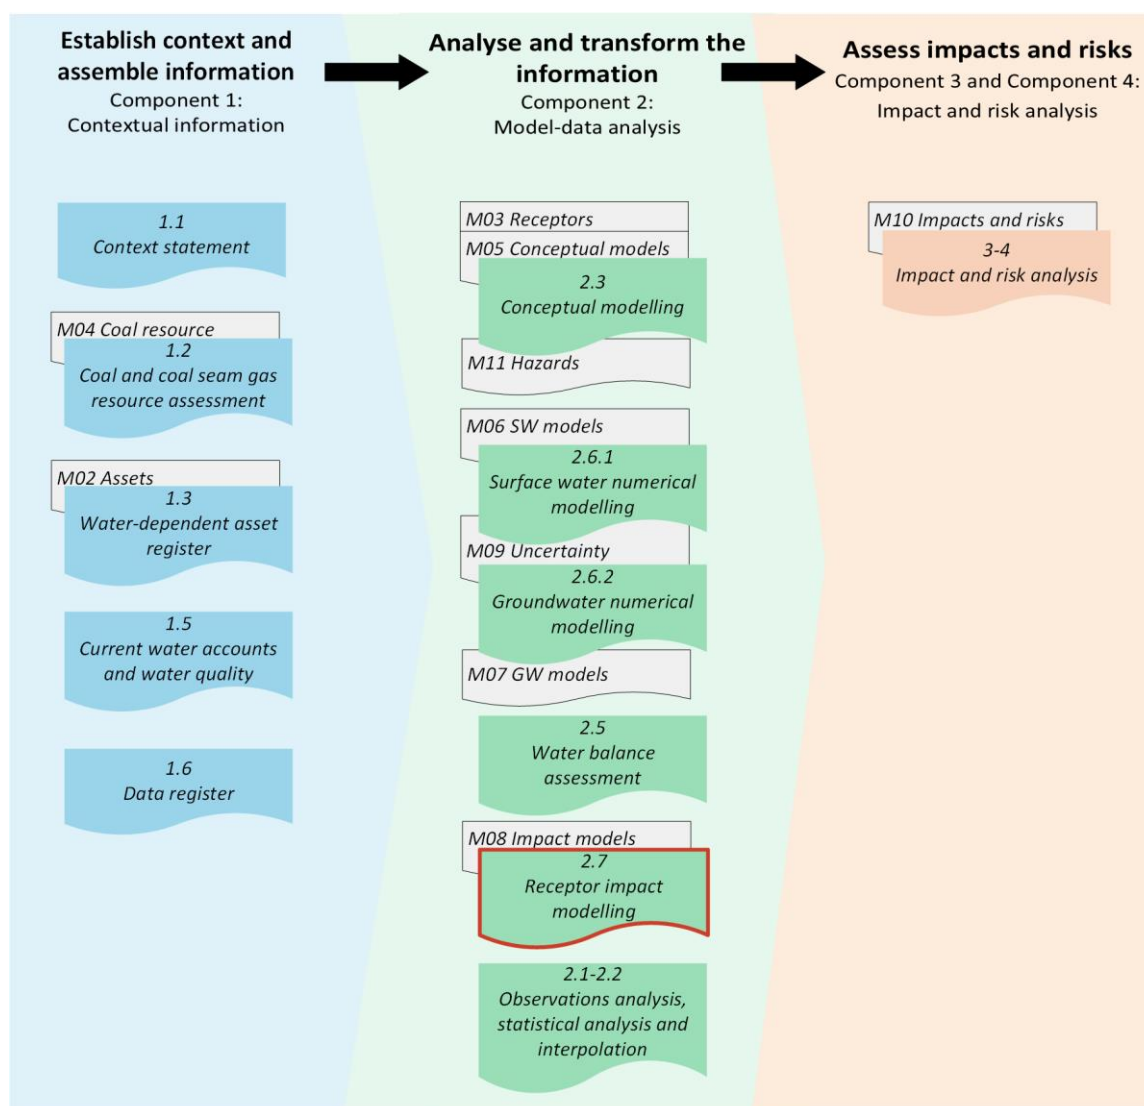 Establish context and
assemble information
Component 1:
Contextual information
Analyse and transform the
information
Component 2:
Model-data analysis
Assess impacts and risks
Component 3 and Component 4:
Impact and risk analysis
1.1
Context statement
M04 Coal resource
1.2
Coal and coal seam gas
resource assessment
M02 Assets
1.3
Water-dependent asset
register
1.5
Current water accounts
and water quality
1.6
Data register
M03 Receptors
M05 Conceptual models
2.3
Conceptual modelling
M11 Hazards
M06 SW models
2.6.1
Surface water numerical
modelling
M09 Uncertainty
2.6.2
Groundwater numerical
modelling
M07 GW models
2.5
Water balance
assessment
M08 Impact models
2.7
Receptor impact
modelling
2.1-2.2
Observations analysis,
statistical analysis and
interpolation
M10 Impacts and risks
3-4
Impact and risk analysis